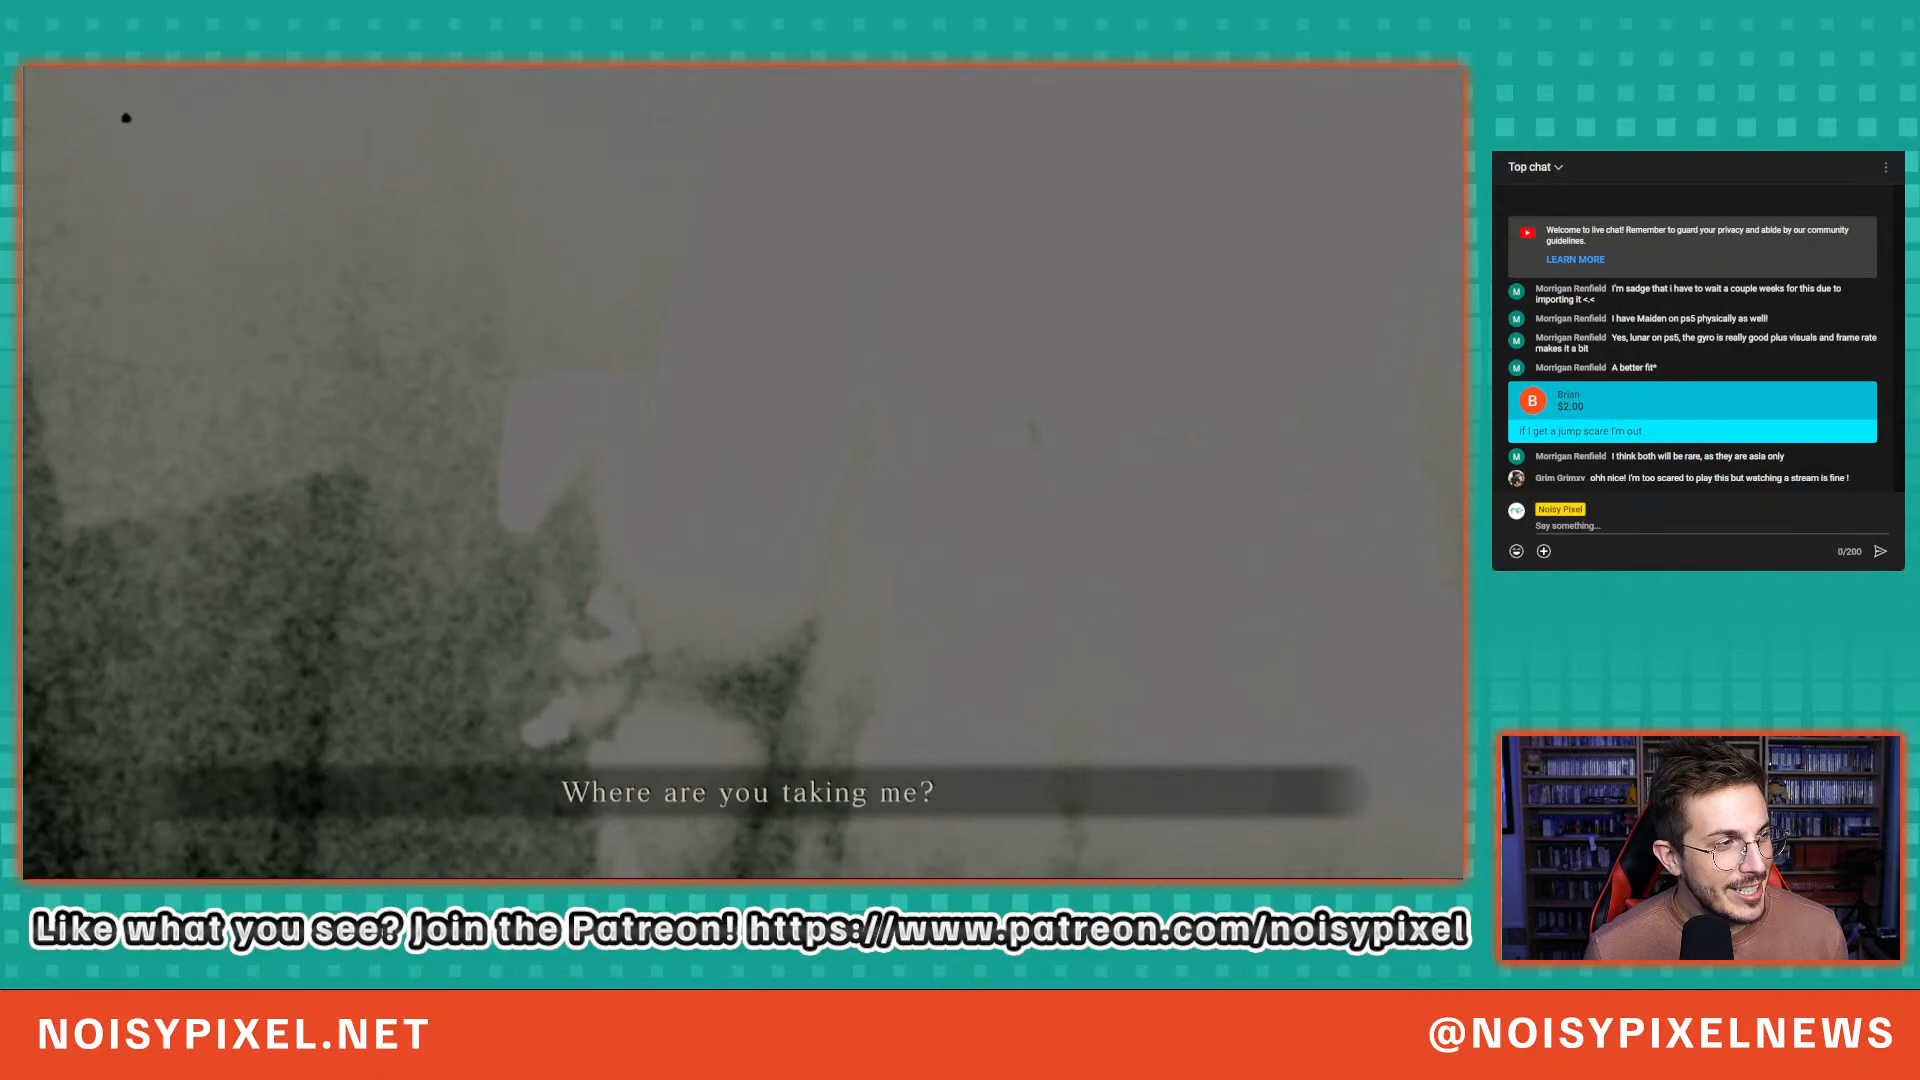 Top chat
Welcome to live chat! Remember to guard your privacy and abide by our community
guidelines.
LEARN MORE
M Morrigan Renfield I'm sadge that i have to wait a couple weeks for this due to
importing it <.<
M Morrigan Renfield I have Maiden on ps5 physically as well!
M Morrigan Renfield Yes, lunar on ps5, the gyro is really good plus visuals and frame rate
makes it a bit
M Morrigan Renfield A better fit*
B Brian
$2.00
if I get a jump scare I'm out
M Morrigan Renfield I think both will be rare, as they are asia only
Grim Grimxv ohh nice! I'm too scared to play this but watching a stream is fine !
Noisy Pixel
Say something...
0/200
Where are you taking me?
Like what you see? Join the Patreon! https://www.patreon.com/noisypixel
NOISYPIXEL.NET
@NOISYPIXELNEWS